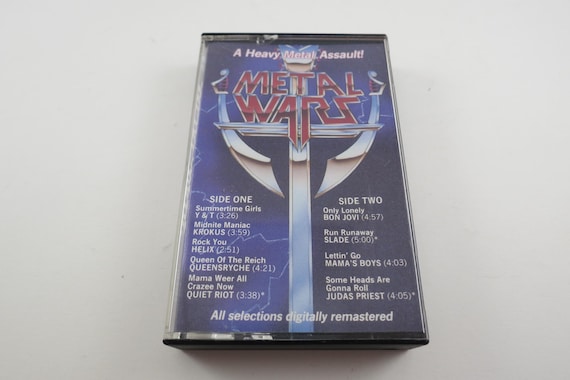 A Heavy Metal Assault!
METAL
WARS
SIDE ONE
Summertime Girls
Y & T (3:26)
Midnite Maniac
KROKUS (3:59)
Rock You
HELIX (2:51)
Queen Of The Reich
QUEENSRYCHE (4:21)
Mama Weer All
Crazee Now
QUIET RIOT (3:38)*
SIDE TWO
Only Lonely
BON JOVI (4:57)
Run Runaway
SLADE (5:00)*
Lettin' Go
MAMA'S BOYS (4:03)
Some Heads Are
Gonna Roll
JUDAS PRIEST (4:05)*
All selections digitally remastered